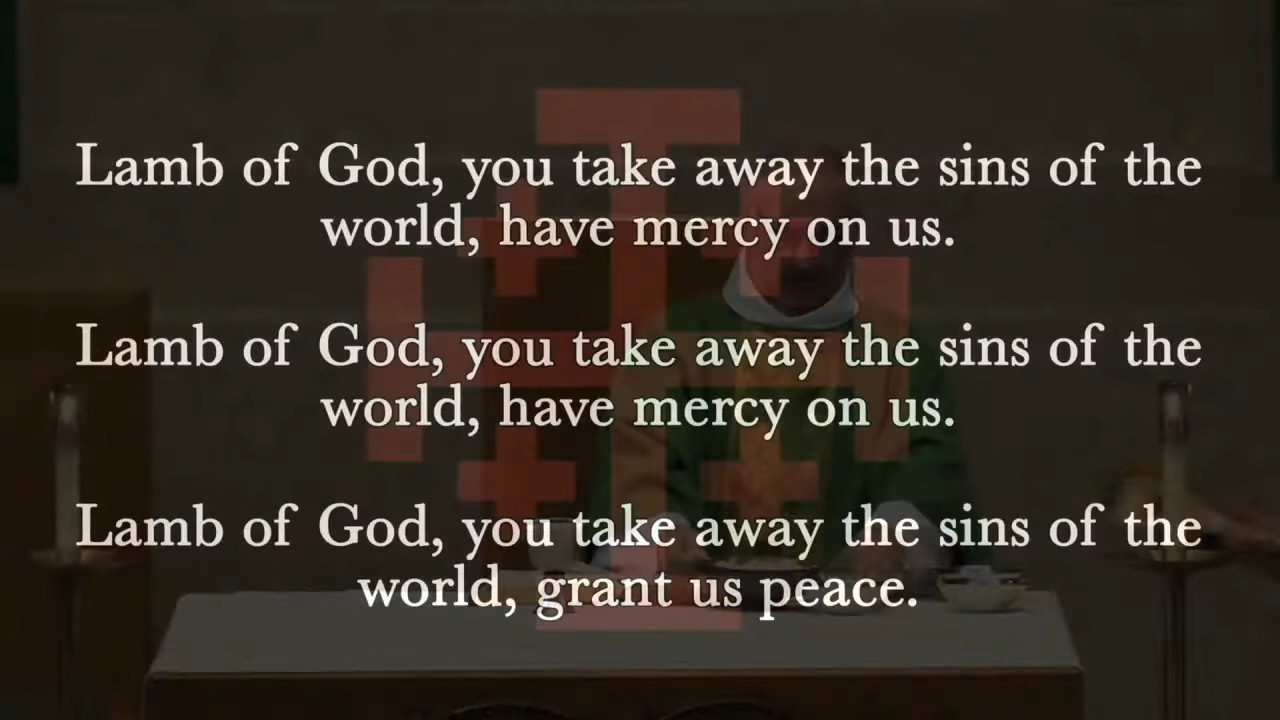 Lamb of God, you take away the sins of the
world, have mercy on us.
Lamb of God, you take away the sins of the
world, have mercy on us.
Lamb of God, you take away the sins of the
world, grant us peace.